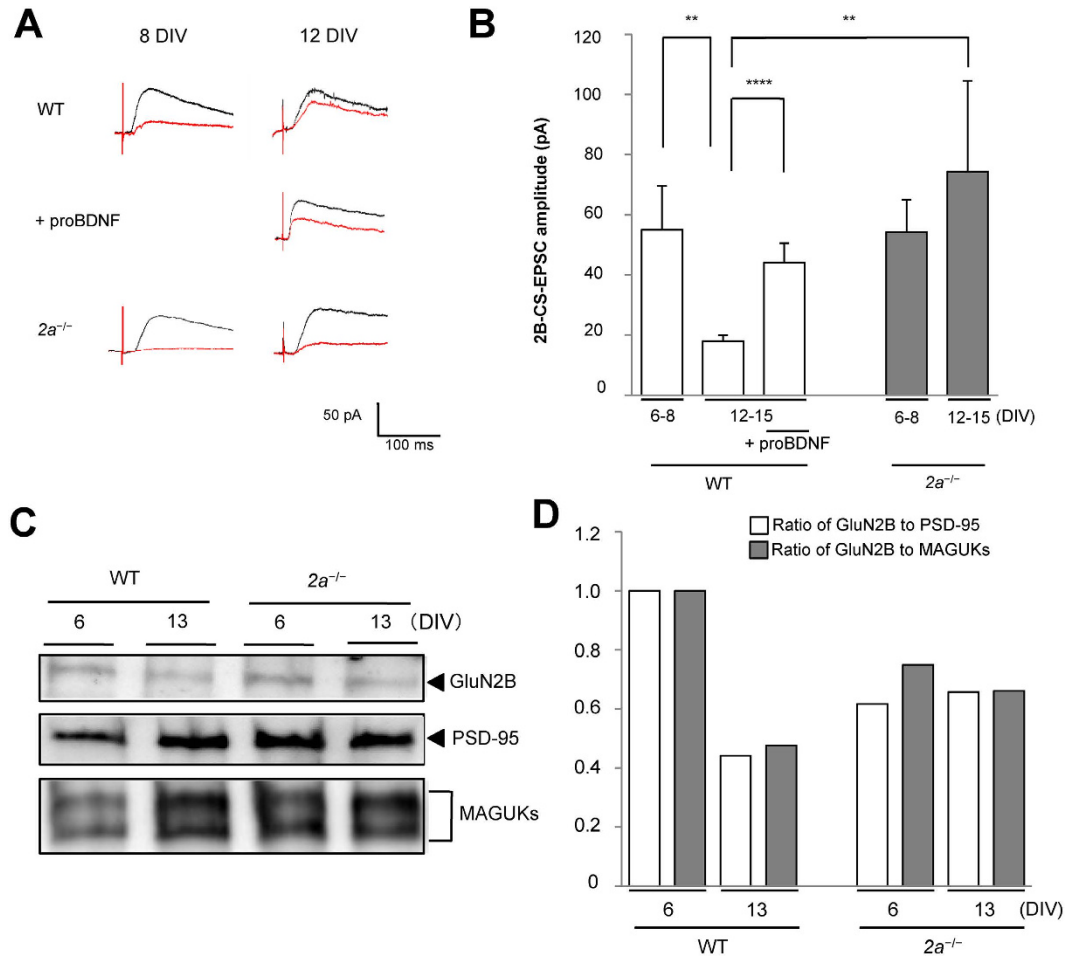 A
8 DIV
12 DIV
WT
+ proBDNF
2a−/−
50 pA
100 ms
B
2B-CS-EPSC amplitude (pA)
120
100
80
60
40
20
0
**
**
****
6-8
12-15
6-8
12-15 (DIV)
+ proBDNF
WT
2a−/−
C
WT
2a−/−
6
13
6
13
(DIV)
GluN2B
PSD-95
MAGUKs
D
Ratio of GluN2B to PSD-95
Ratio of GluN2B to MAGUKs
1.2
1.0
0.8
0.6
0.4
0.2
0
6
13
6
13
(DIV)
WT
2a−/−